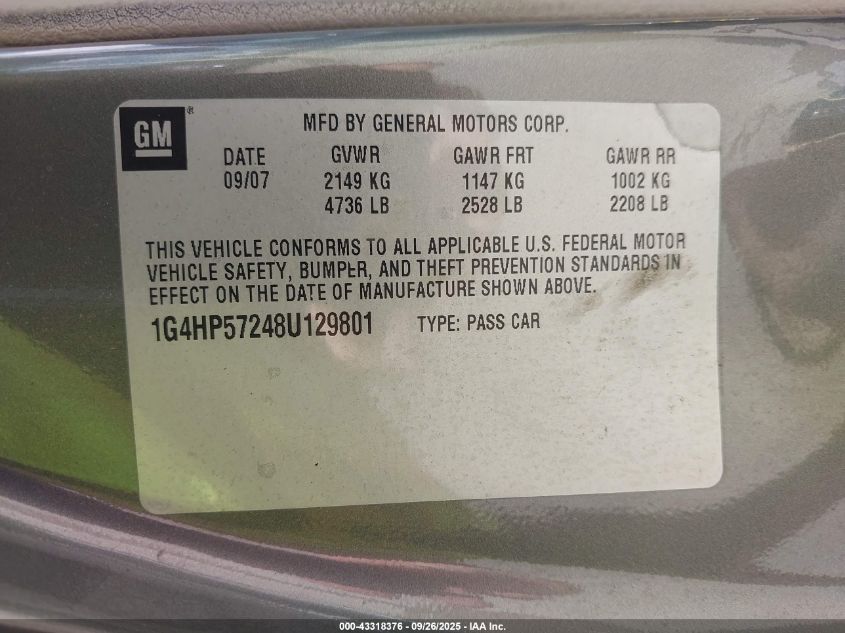 GM®
MFD BY GENERAL MOTORS CORP.
DATE GVWR GAWR FRT GAWR RR
09/07 2149 KG 1147 KG 1002 KG
4736 LB 2528 LB 2208 LB
THIS VEHICLE CONFORMS TO ALL APPLICABLE U.S. FEDERAL MOTOR
VEHICLE SAFETY, BUMPER, AND THEFT PREVENTION STANDARDS IN
EFFECT ON THE DATE OF MANUFACTURE SHOWN ABOVE.
1G4HP57248U129801 TYPE: PASS CAR
000-43318376 - 09/26/2025 - IAA Inc.